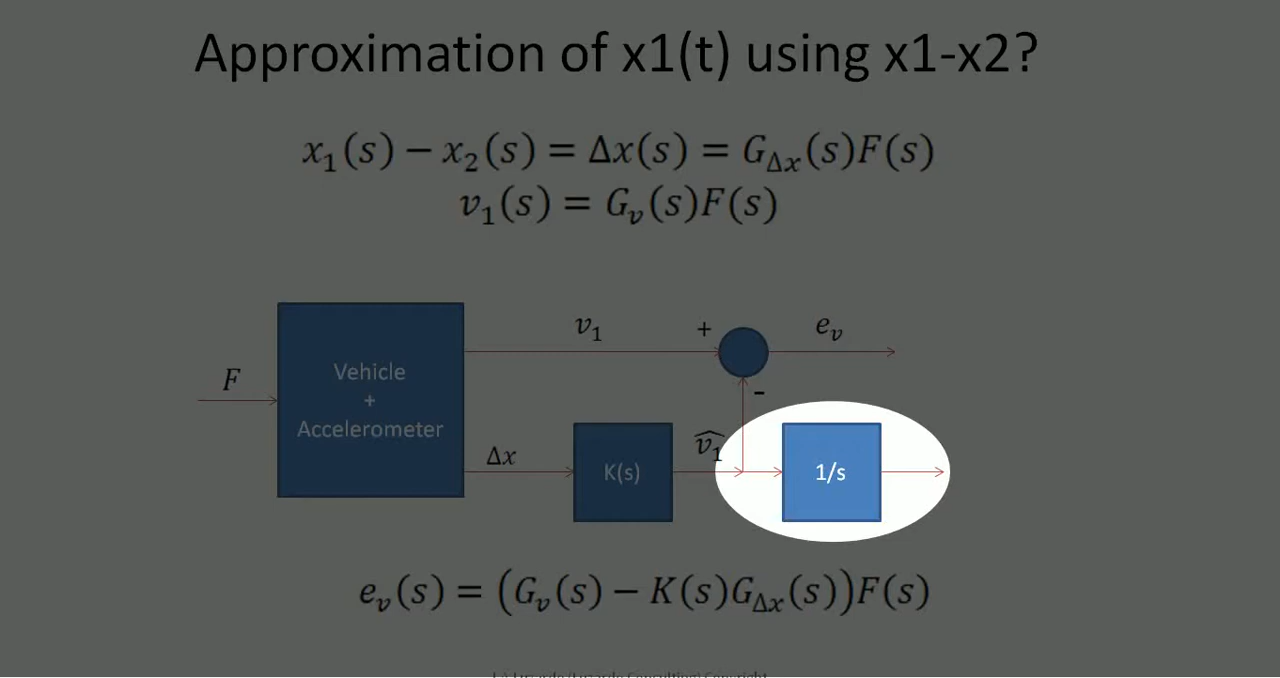 Approximation of x1(t) using x1-x2?
x₁(s) − x₂(s) = Δx(s) = G_Δx(s)F(s)
v₁(s) = G_v(s)F(s)
v₁
+
e_v
F
Vehicle
+
Accelerometer
-
Δx
K(s)
v̂₁
1/s
e_v(s) = (G_v(s) − K(s)G_Δx(s))F(s)